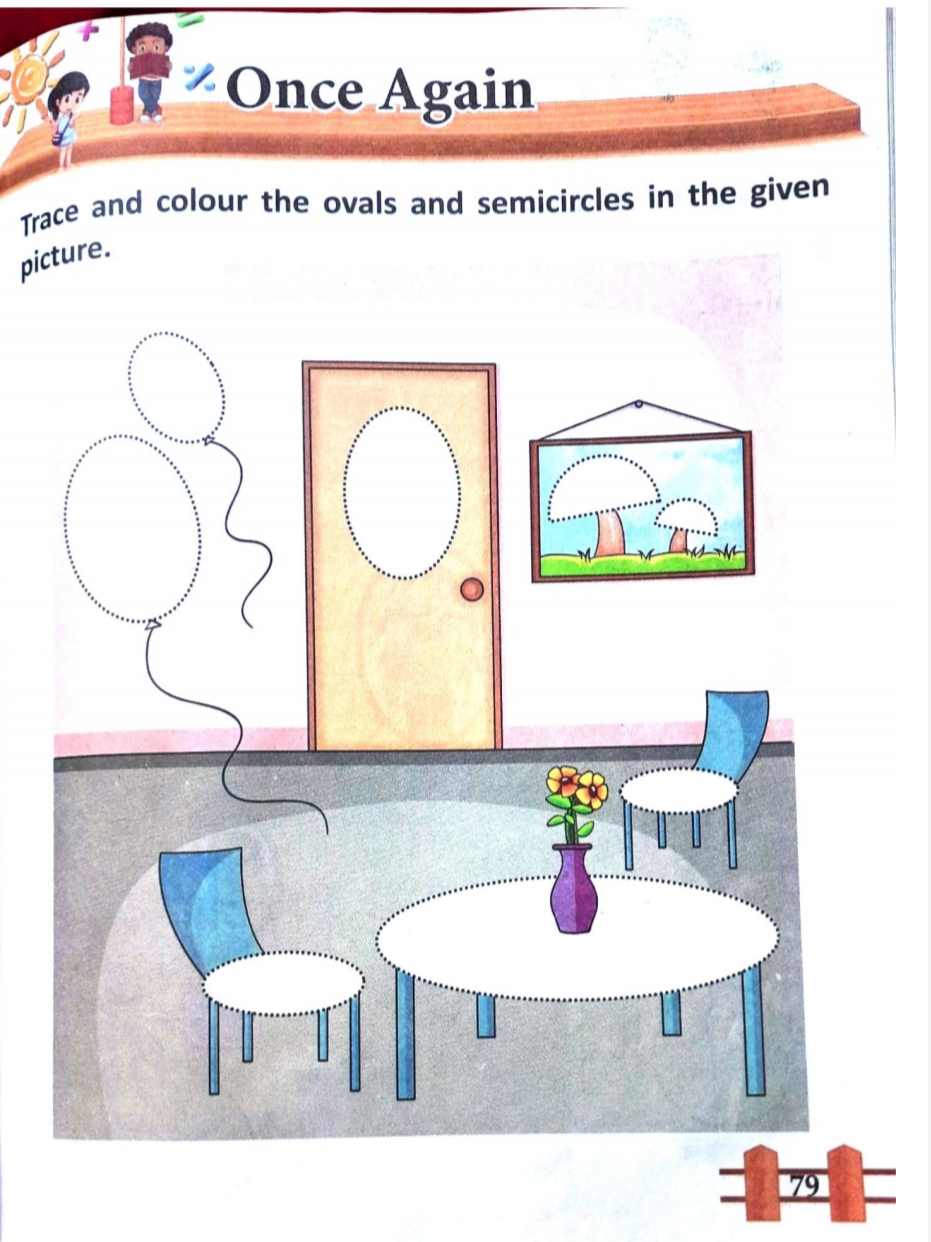 Once Again
Trace and colour the ovals and semicircles in the given
picture.
79